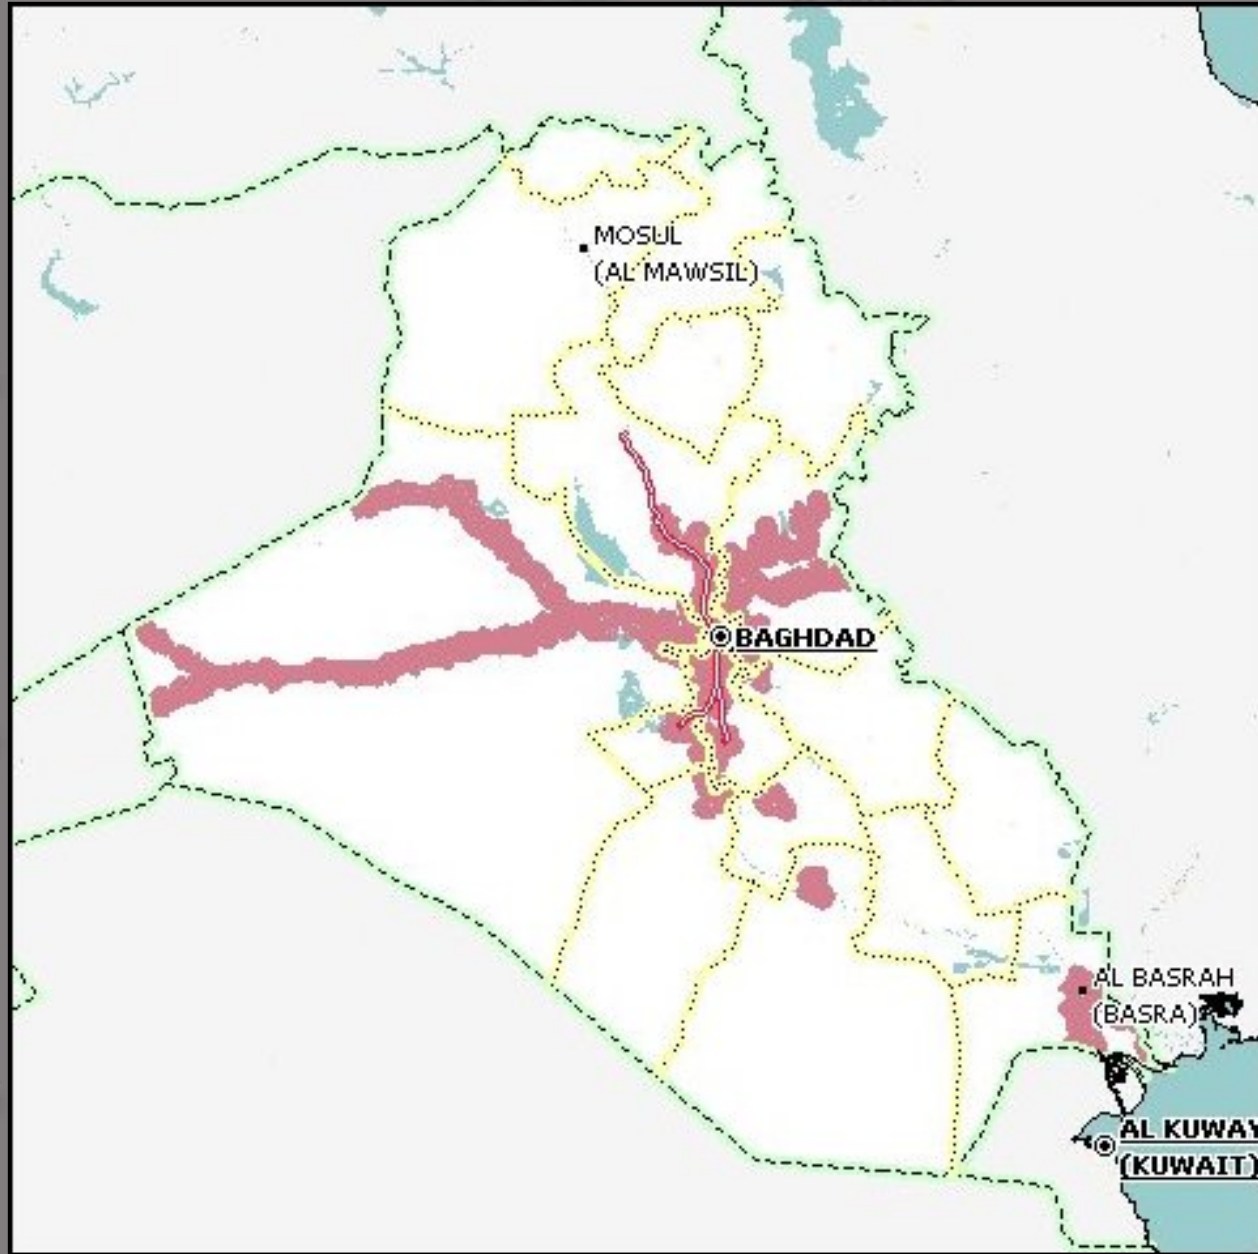 MOSUL
(AL MAWSIL)
BAGHDAD
AL BASRAH
(BASRA)
AL KUWAY
(KUWAIT)